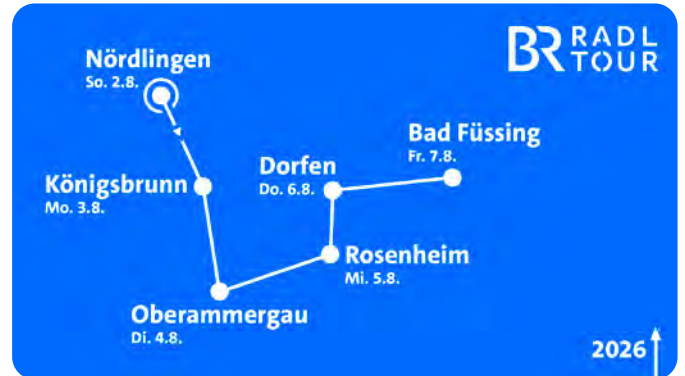 BR RADL
TOUR
Nördlingen
So. 2.8.
Königsbrunn
Mo. 3.8.
Oberammergau
Di. 4.8.
Rosenheim
Mi. 5.8.
Dorfen
Do. 6.8.
Bad Füssing
Fr. 7.8.
2026